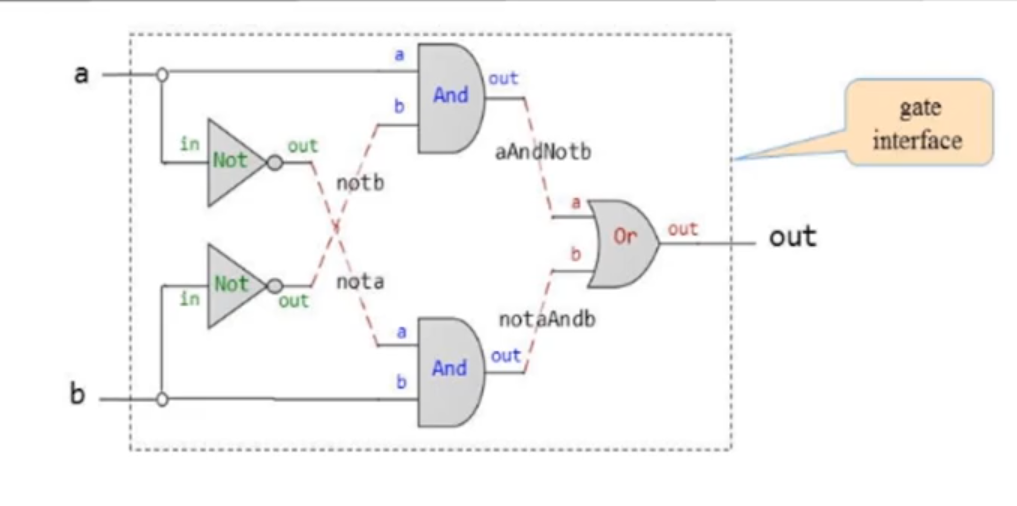 a
a
And
out
b
in
Not
out
aAndNotb
notb
gate
interface
a
Or
out
out
b
in
Not
out
nota
notaAndb
a
And
out
b
b